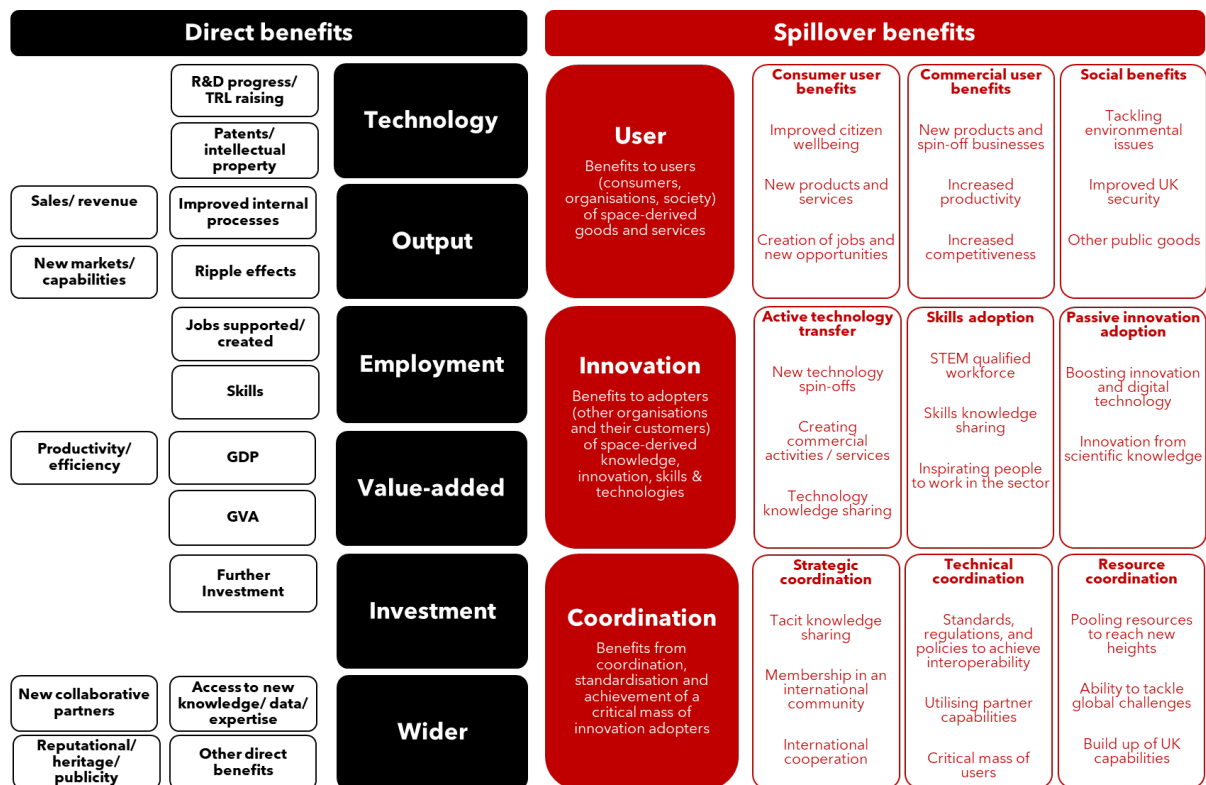 Direct benefits
R&D progress/
TRL raising
Patents/
intellectual
property
Technology
Sales/ revenue
Improved internal
processes
New markets/
capabilities
Ripple effects
Output
Jobs supported/
created
Skills
Employment
Productivity/
efficiency
GDP
GVA
Value-added
Further
Investment
Investment
New collaborative
partners
Access to new
knowledge/ data/
expertise
Reputational/
heritage/
publicity
Other direct
benefits
Wider
Spillover benefits
User
Benefits to users
(consumers,
organisations, society)
of space-derived
goods and services
Consumer user
benefits
Improved citizen
wellbeing
New products and
services
Creation of jobs and
new opportunities
Commercial user
benefits
New products and
spin-off businesses
Increased
productivity
Increased
competitiveness
Social benefits
Tackling
environmental
issues
Improved UK
security
Other public goods
Innovation
Benefits to adopters
(other organisations
and their customers)
of space-derived
knowledge,
innovation, skills &
technologies
Active technology
transfer
New technology
spin-offs
Creating
commercial
activities / services
Technology
knowledge sharing
Skills adoption
STEM qualified
workforce
Skills knowledge
sharing
Inspirating people
to work in the sector
Passive innovation
adoption
Boosting innovation
and digital
technology
Innovation from
scientific knowledge
Coordination
Benefits from
coordination,
standardisation and
achievement of a
critical mass of
innovation adopters
Strategic
coordination
Tacit knowledge
sharing
Membership in an
international
community
International
cooperation
Technical
coordination
Standards,
regulations, and
policies to achieve
interoperability
Utilising partner
capabilities
Critical mass of
users
Resource
coordination
Pooling resources
to reach new
heights
Ability to tackle
global challenges
Build up of UK
capabilities